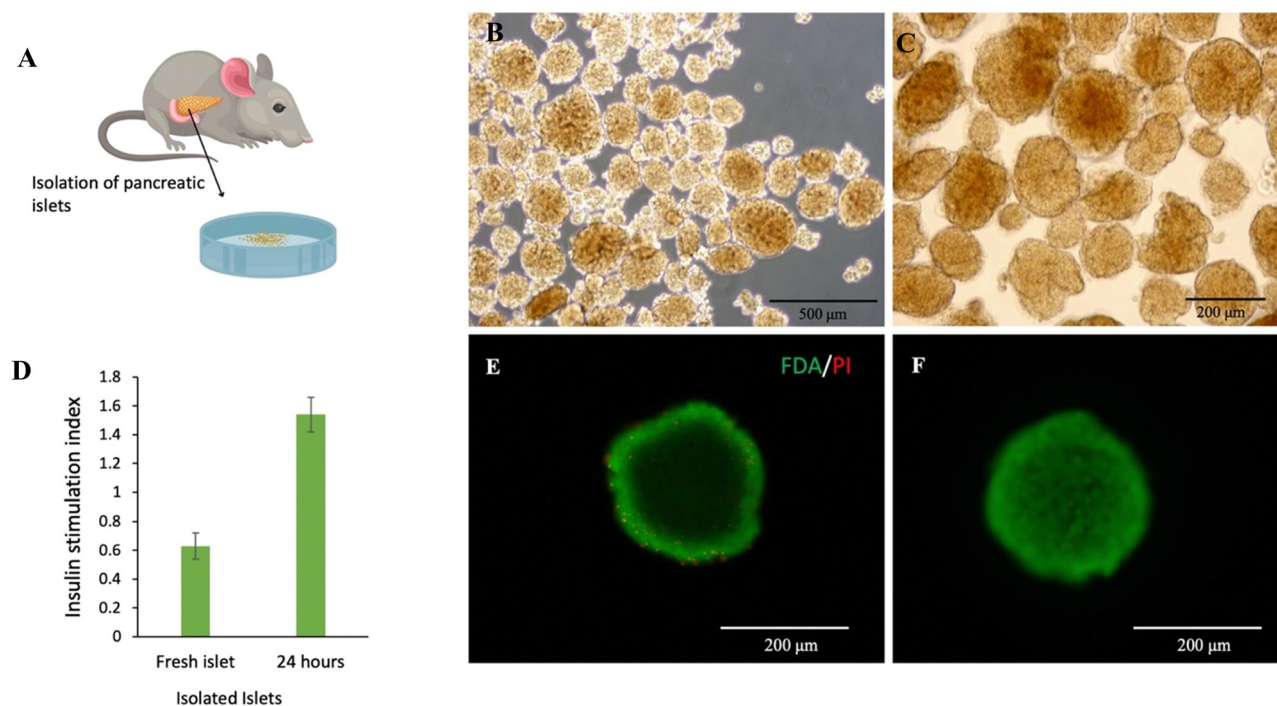 A
Isolation of pancreatic
islets
B
500 µm
C
200 µm
D
Insulin stimulation index
1.8
1.6
1.4
1.2
1
0.8
0.6
0.4
0.2
0
Fresh islet
24 hours
Isolated Islets
E
FDA/PI
200 µm
F
200 µm